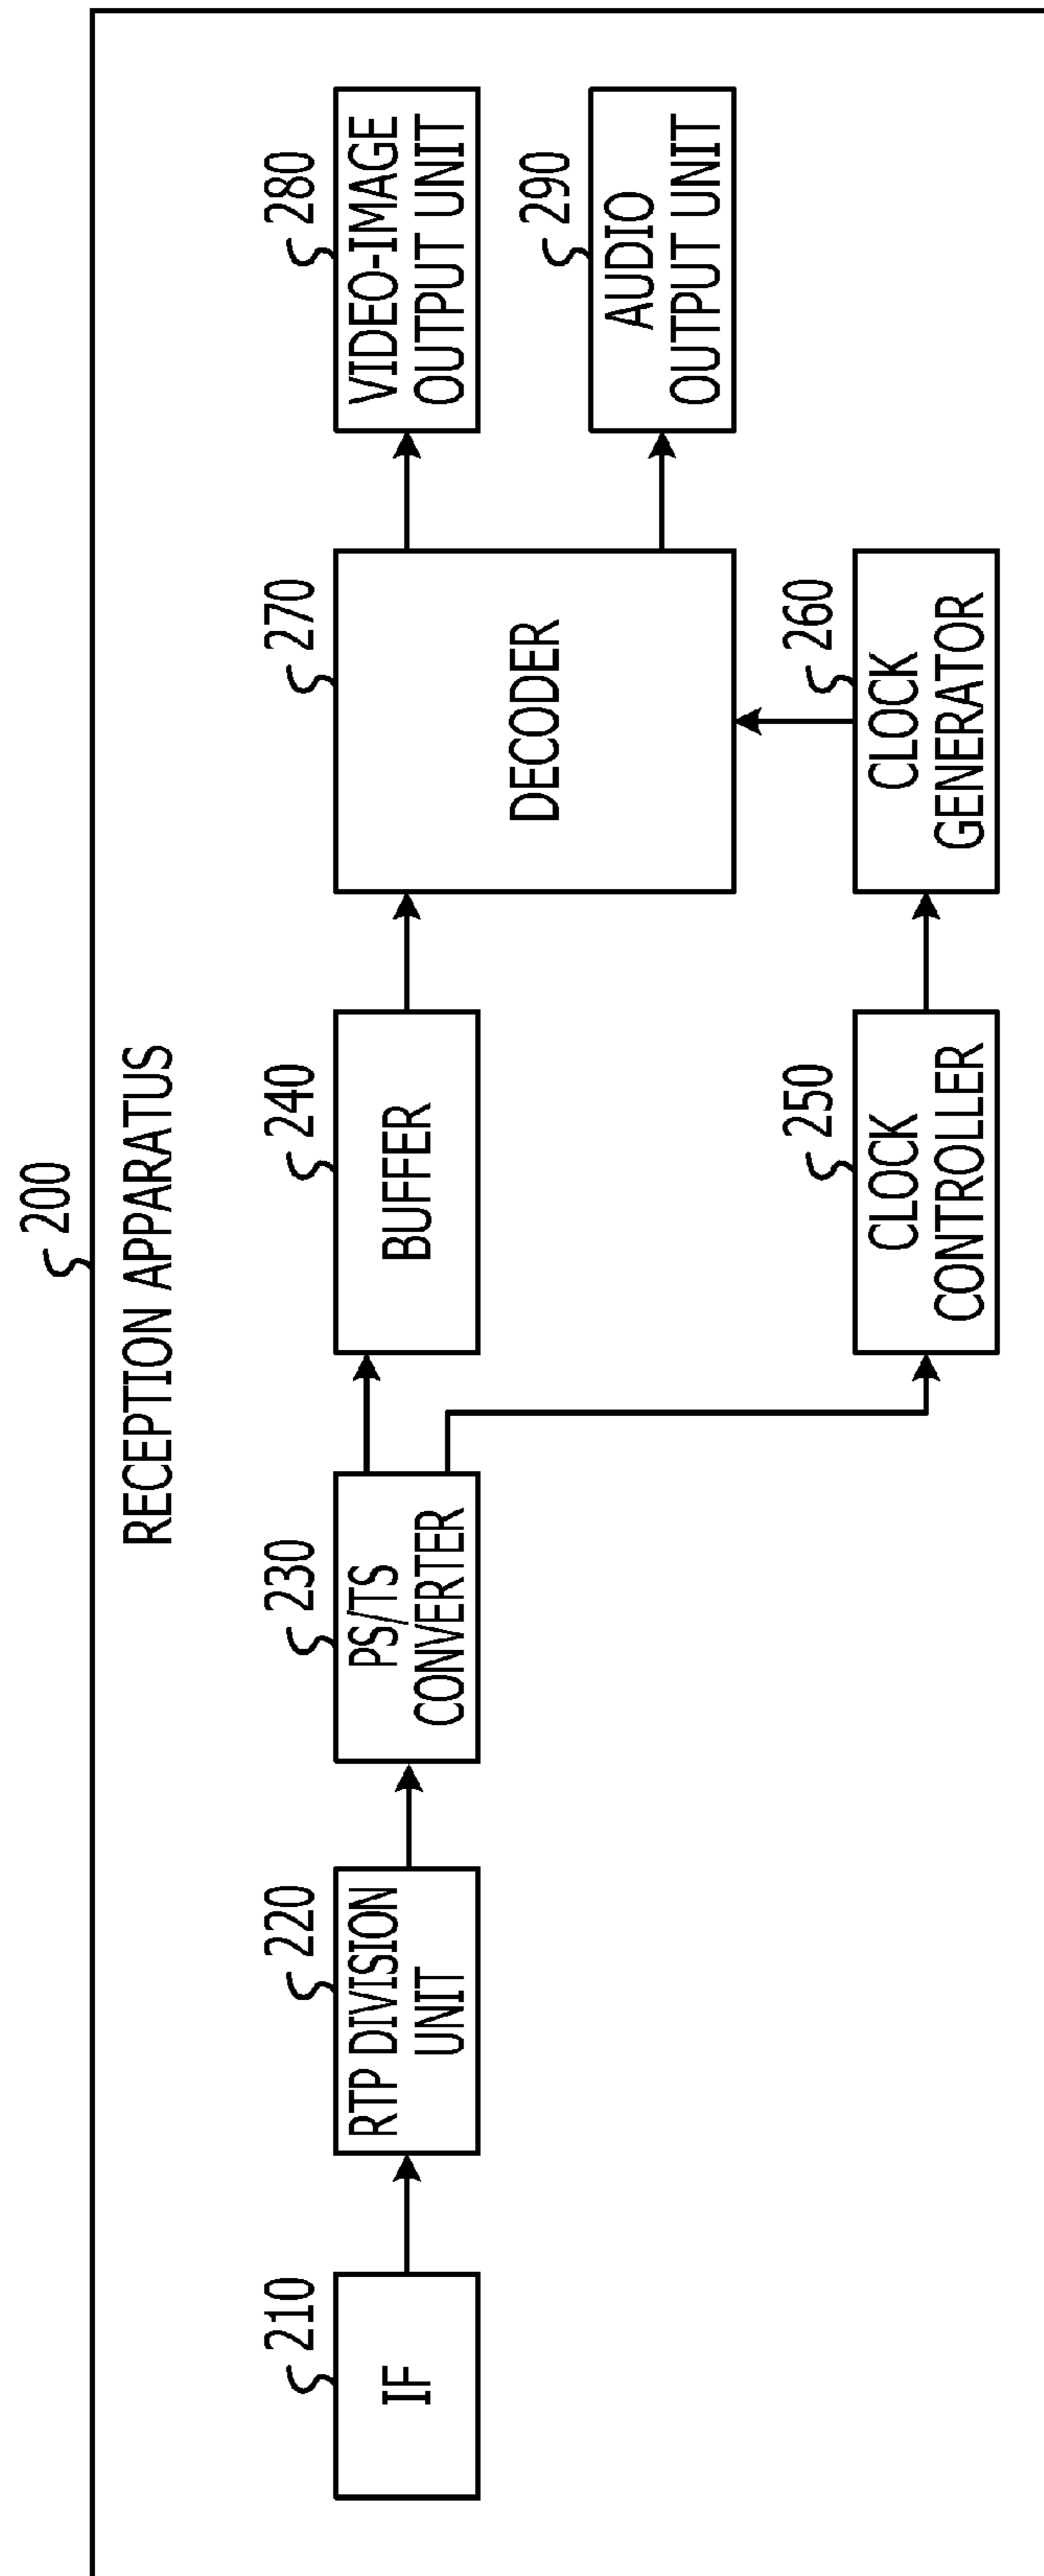 200
RECEPTION APPARATUS
210
IF
220
RTP DIVISION
UNIT
230
PS/TS
CONVERTER
240
BUFFER
270
DECODER
280
VIDEO-IMAGE
OUTPUT UNIT
290
AUDIO
OUTPUT UNIT
250
CLOCK
CONTROLLER
260
CLOCK
GENERATOR